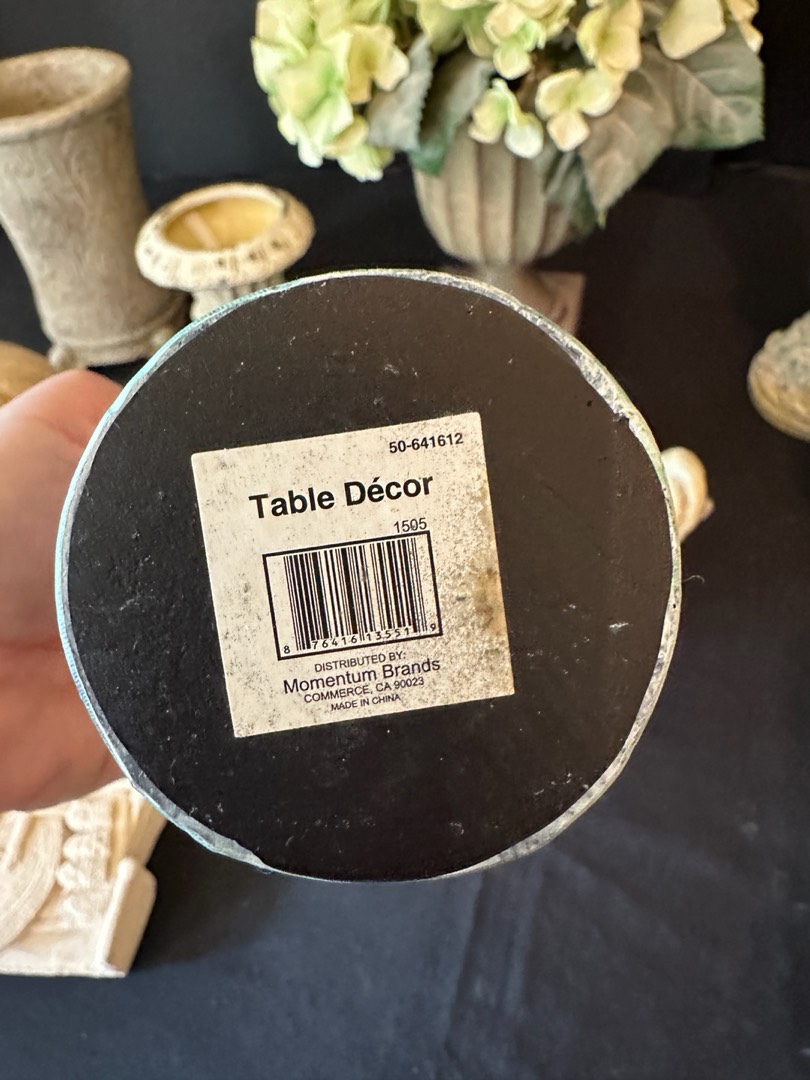 50-641612
Table Décor
1505
8 76416 13551 9
DISTRIBUTED BY:
Momentum Brands
COMMERCE, CA 90023
MADE IN CHINA